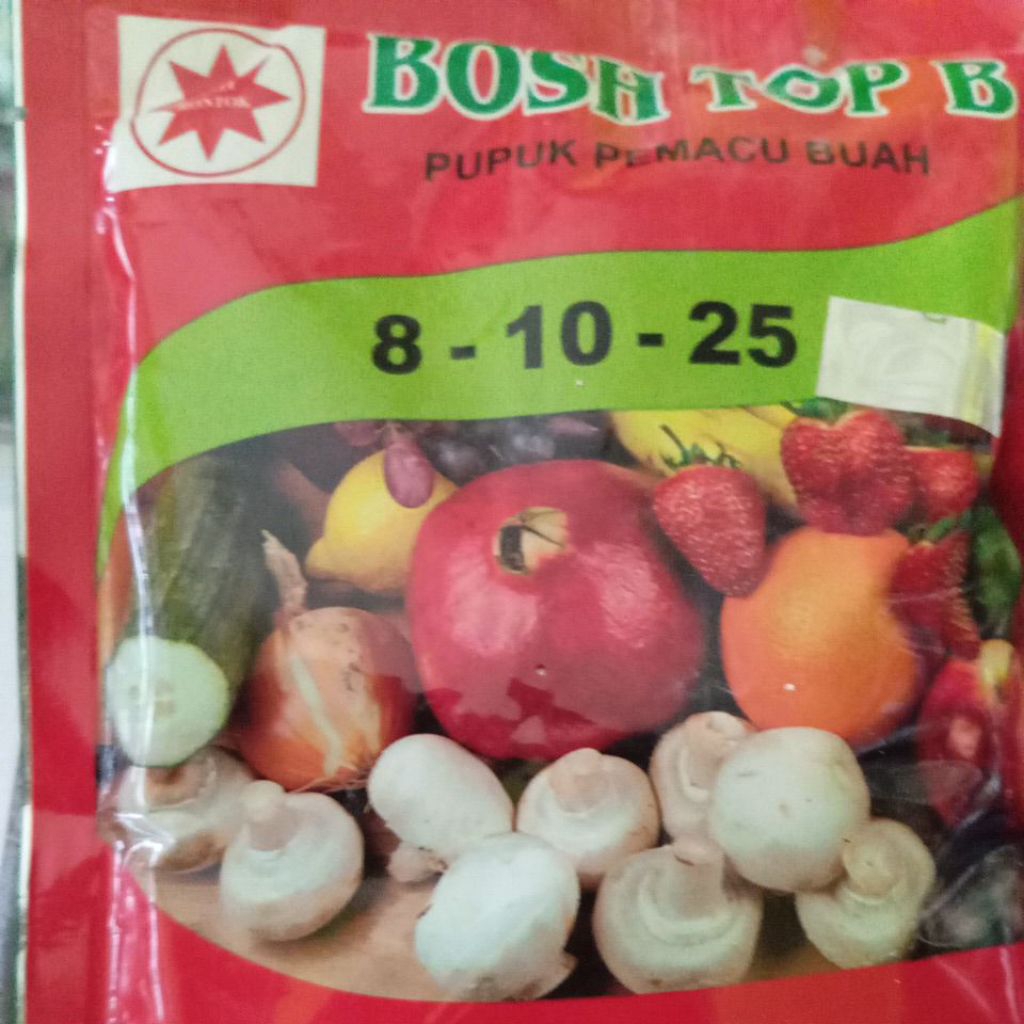 BOSH TOP B
PUPUK PEMACU BUAH
8 - 10 - 25